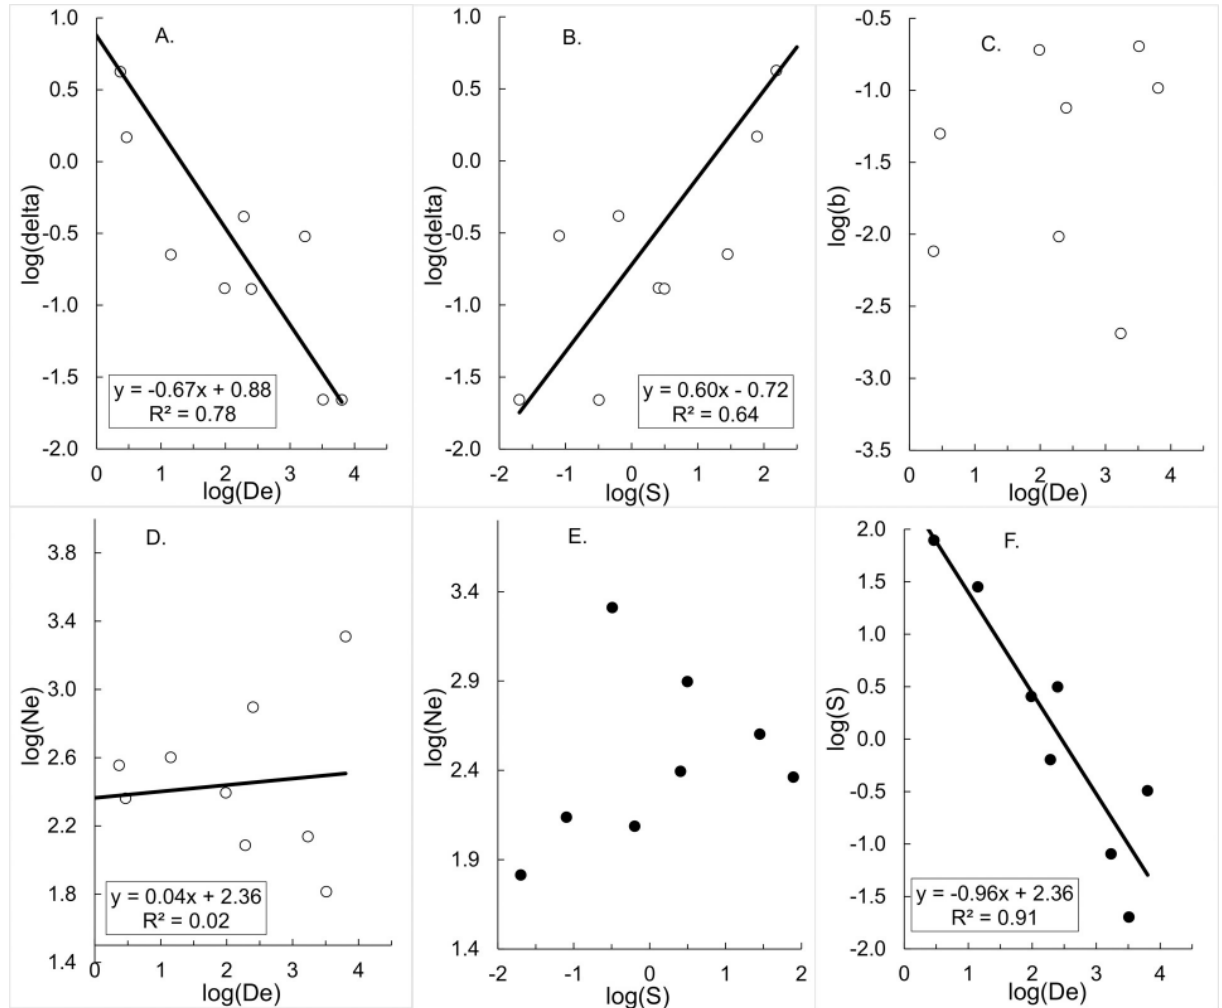 A.
1.0
0.5
0.0
-0.5
-1.0
-1.5
-2.0
log(delta)
y = -0.67x + 0.88
R² = 0.78
0 1 2 3 4
log(De)
B.
1.0
0.5
0.0
-0.5
-1.0
-1.5
-2.0
log(delta)
y = 0.60x - 0.72
R² = 0.64
-2 -1 0 1 2
log(S)
C.
-0.5
-1.0
-1.5
-2.0
-2.5
-3.0
-3.5
log(b)
0 1 2 3 4
log(De)
D.
3.8
3.4
3.0
2.6
2.2
1.8
1.4
log(Ne)
y = 0.04x + 2.36
R² = 0.02
0 1 2 3 4
log(De)
E.
3.4
2.9
2.4
1.9
1.4
log(Ne)
-2 -1 0 1 2
log(S)
F.
2.0
1.5
1.0
0.5
0.0
-0.5
-1.0
-1.5
-2.0
log(S)
y = -0.96x + 2.36
R² = 0.91
0 1 2 3 4
log(De)